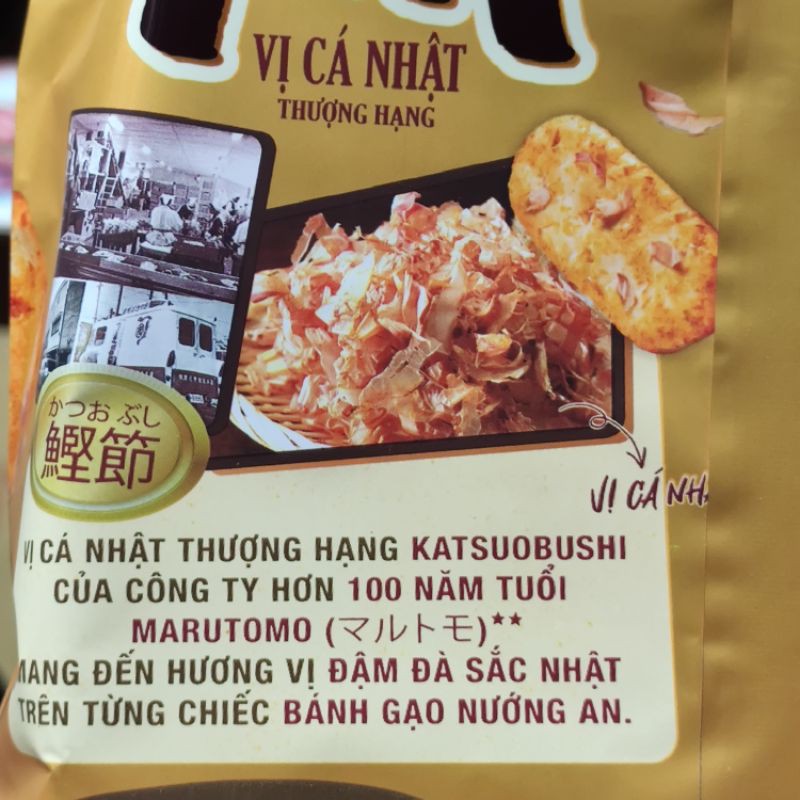 VỊ CÁ NHẬT
THƯỢNG HẠNG
かつおぶし
鰹節
VỊ CÁ
VỊ CÁ NHẬT THƯỢNG HẠNG KATSUOBUSHI
CỦA CÔNG TY HƠN 100 NĂM TUỔI
MARUTOMO (マルトモ)**
MANG ĐẾN HƯƠNG VỊ ĐẬM ĐÀ SẮC NHẬT
TRÊN TỪNG CHIẾC BÁNH GẠO NƯỚNG AN.